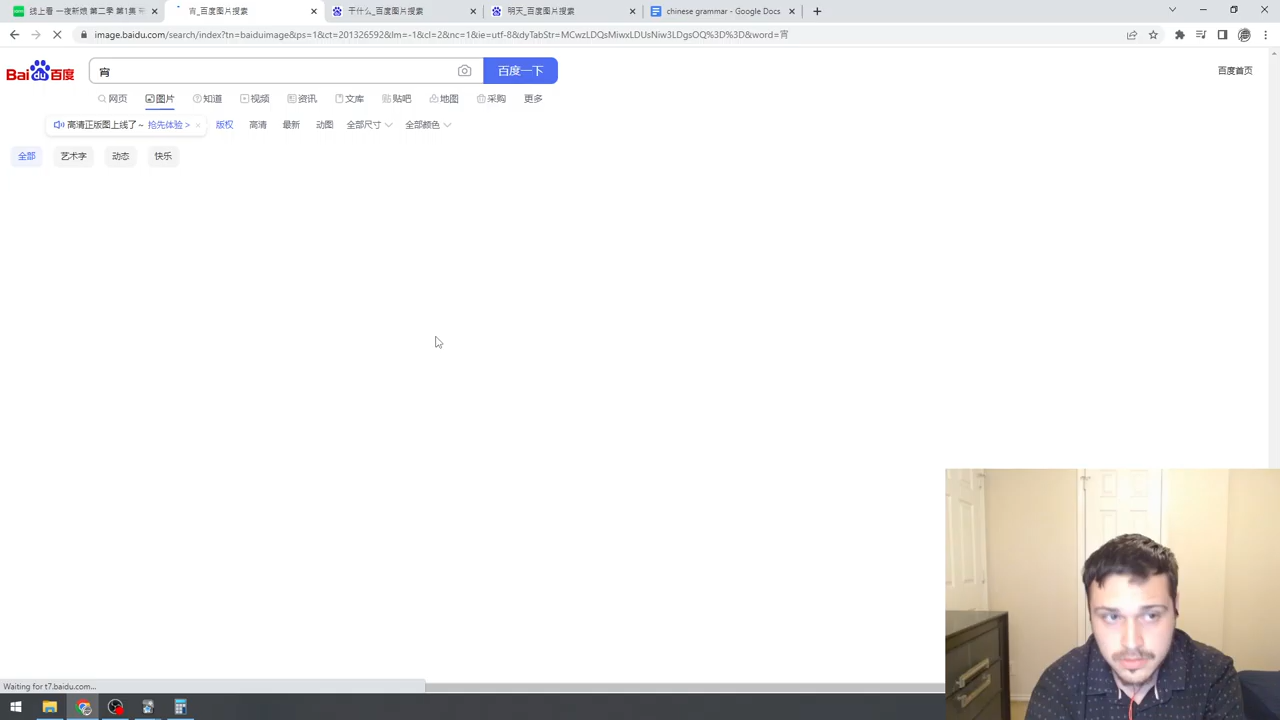 线上看 一夜新娘 第二季 第1集
宵_百度图片搜索
干什么_百度图片搜索
明天_百度图片搜索
chinese grammar - Google Docs
image.baidu.com/search/index?tn=baiduimage&ps=1&ct=201326592&lm=-1&cl=2&nc=1&ie=utf-8&dyTabStr=MCwzLDQsMiwxLDUsNiw3LDgsOQ%3D%3D&word=宵
Bai du 百度
宵
百度一下
百度首页
网页 图片 知道 视频 资讯 文库 贴吧 地图 采购 更多
高清正版图上线了~ 抢先体验 > × 版权 高清 最新 动图 全部尺寸 全部颜色
全部 艺术字 动态 快乐
Waiting for t7.baidu.com...